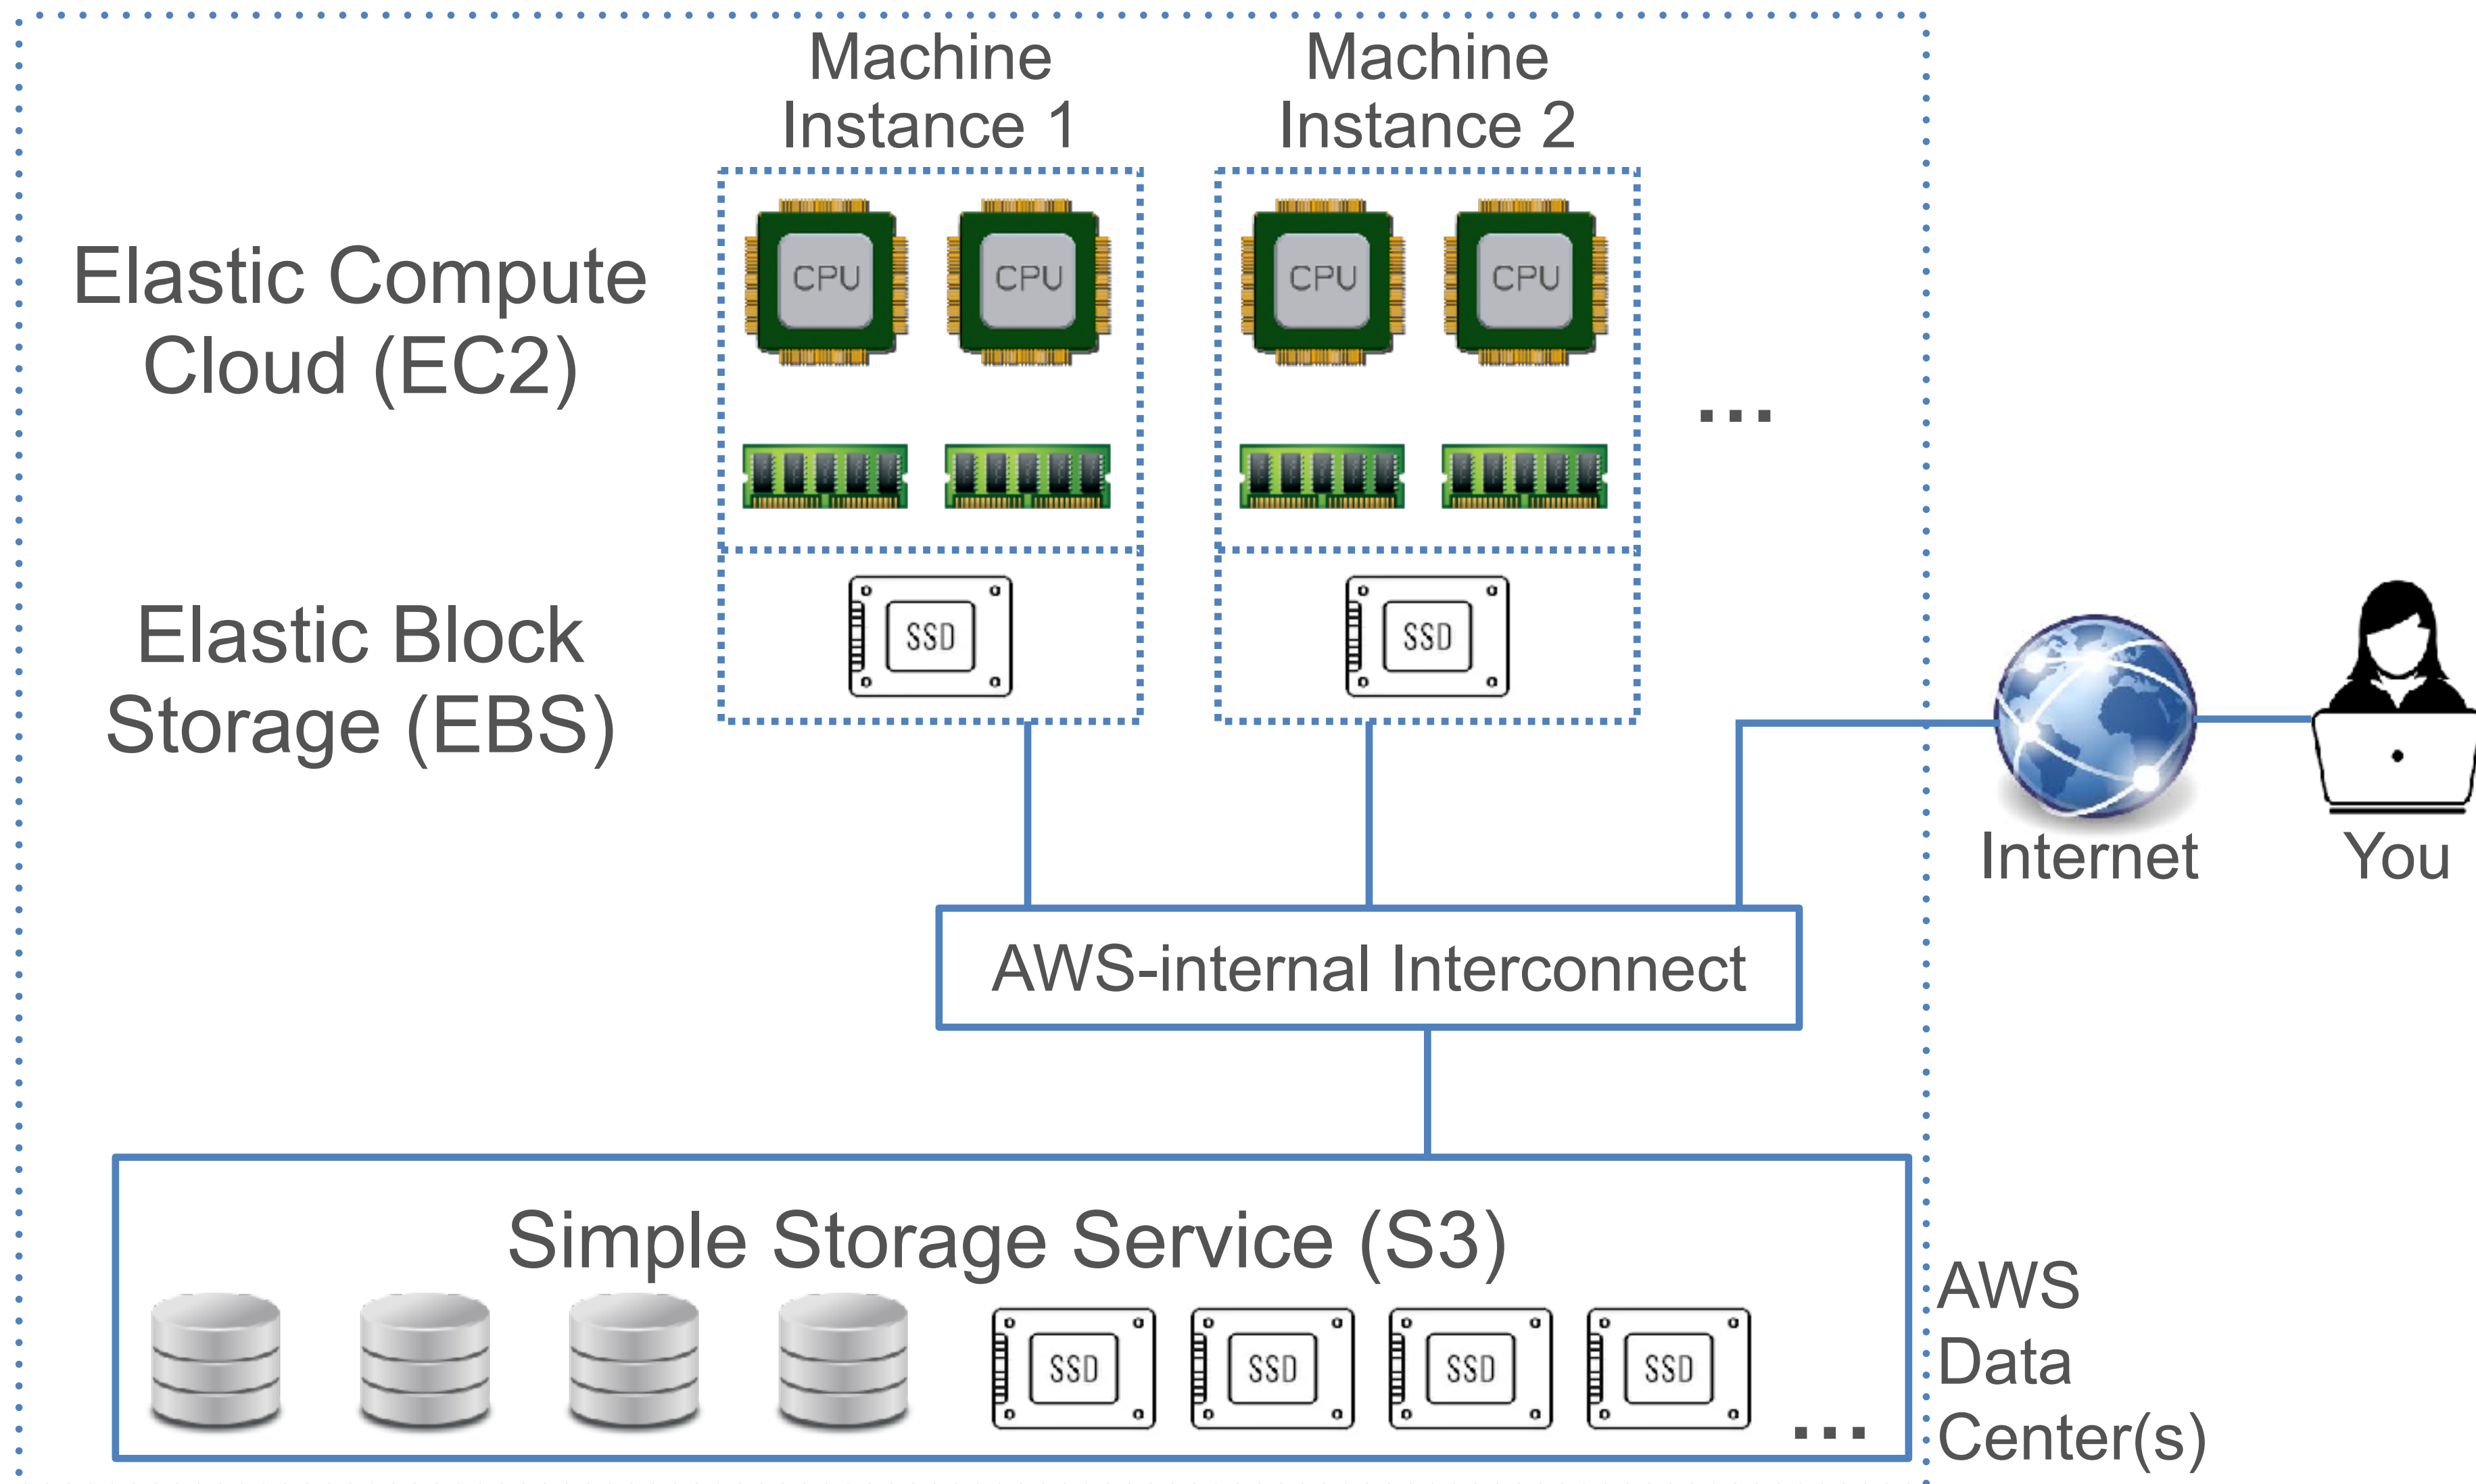 Machine
Instance 1
Machine
Instance 2
Elastic Compute
Cloud (EC2)
CPU
CPU
CPU
CPU
...
Elastic Block
Storage (EBS)
SSD
SSD
Internet
You
AWS-internal Interconnect
Simple Storage Service (S3)
SSD
SSD
SSD
SSD
...
AWS
Data
Center(s)